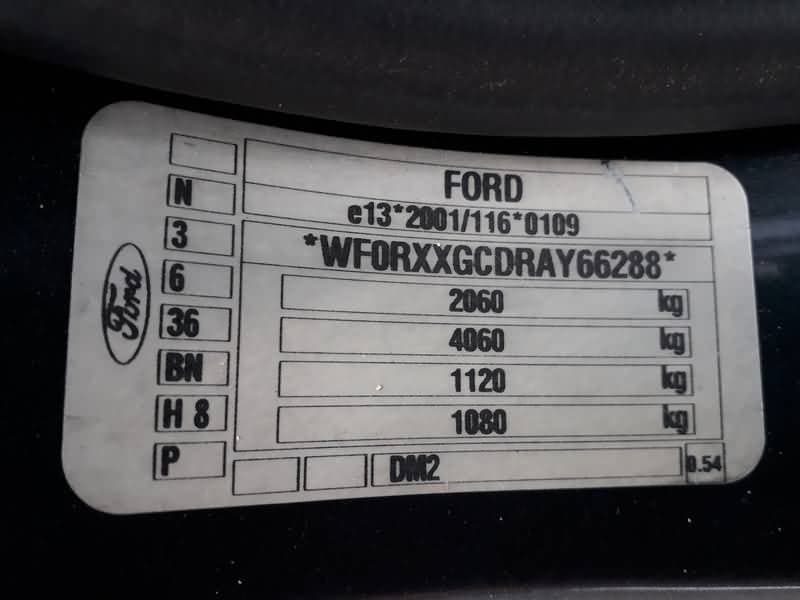 FORD
e13*2001/116*0109
*WF0RXXGCDRAY66288*
2060 kg
4060 kg
1120 kg
1080 kg
DM2
0.54
N
3
6
36
BN
H 8
P
Ford